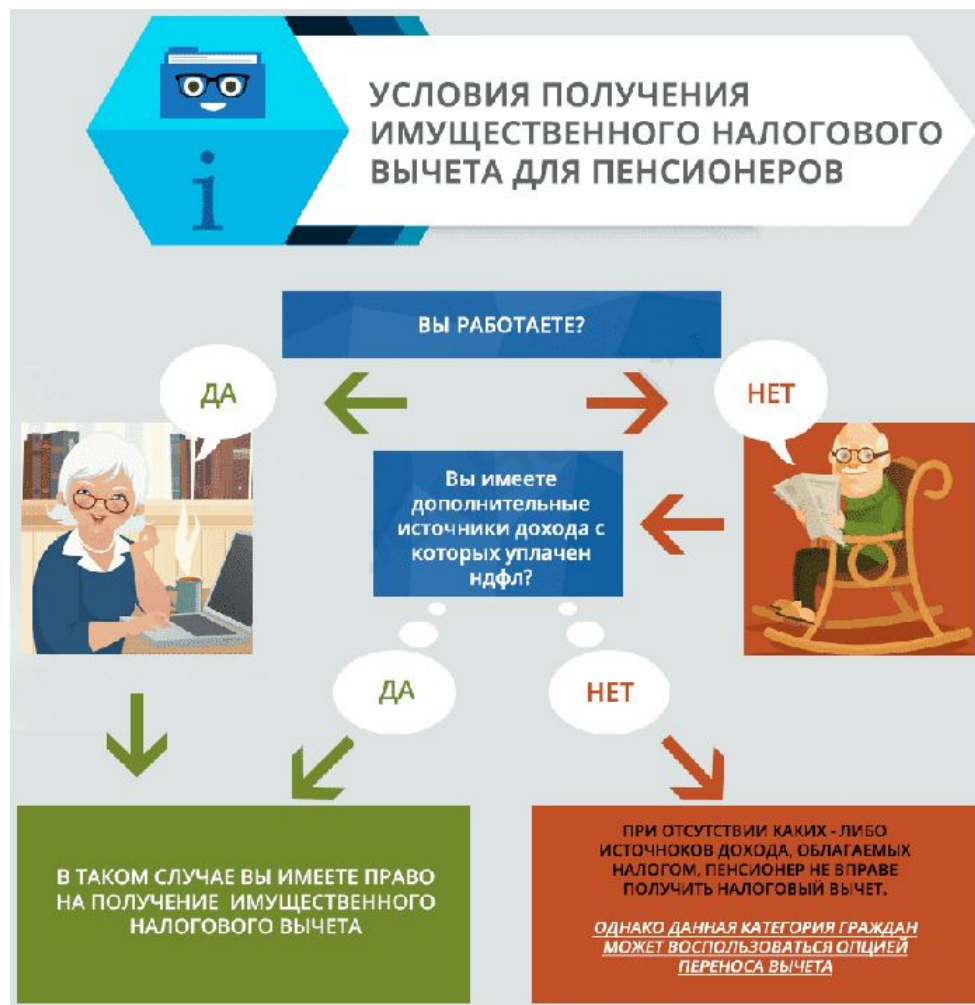 i
УСЛОВИЯ ПОЛУЧЕНИЯ
ИМУЩЕСТВЕННОГО НАЛОГОВОГО
ВЫЧЕТА ДЛЯ ПЕНСИОНЕРОВ
ВЫ РАБОТАЕТЕ?
ДА
НЕТ
Вы имеете
дополнительные
источники дохода с
которых уплачен
ндфл?
ДА
НЕТ
В ТАКОМ СЛУЧАЕ ВЫ ИМЕЕТЕ ПРАВО
НА ПОЛУЧЕНИЕ ИМУЩЕСТВЕННОГО
НАЛОГОВОГО ВЫЧЕТА
ПРИ ОТСУТСТВИИ КАКИХ - ЛИБО
ИСТОЧНОКОВ ДОХОДА, ОБЛАГАЕМЫХ
НАЛОГОМ, ПЕНСИОНЕР НЕ ВПРАВЕ
ПОЛУЧИТЬ НАЛОГОВЫЙ ВЫЧЕТ.
ОДНАКО ДАННАЯ КАТЕГОРИЯ ГРАЖДАН
МОЖЕТ ВОСПОЛЬЗОВАТЬСЯ ОПЦИЕЙ
ПЕРЕНОСА ВЫЧЕТА